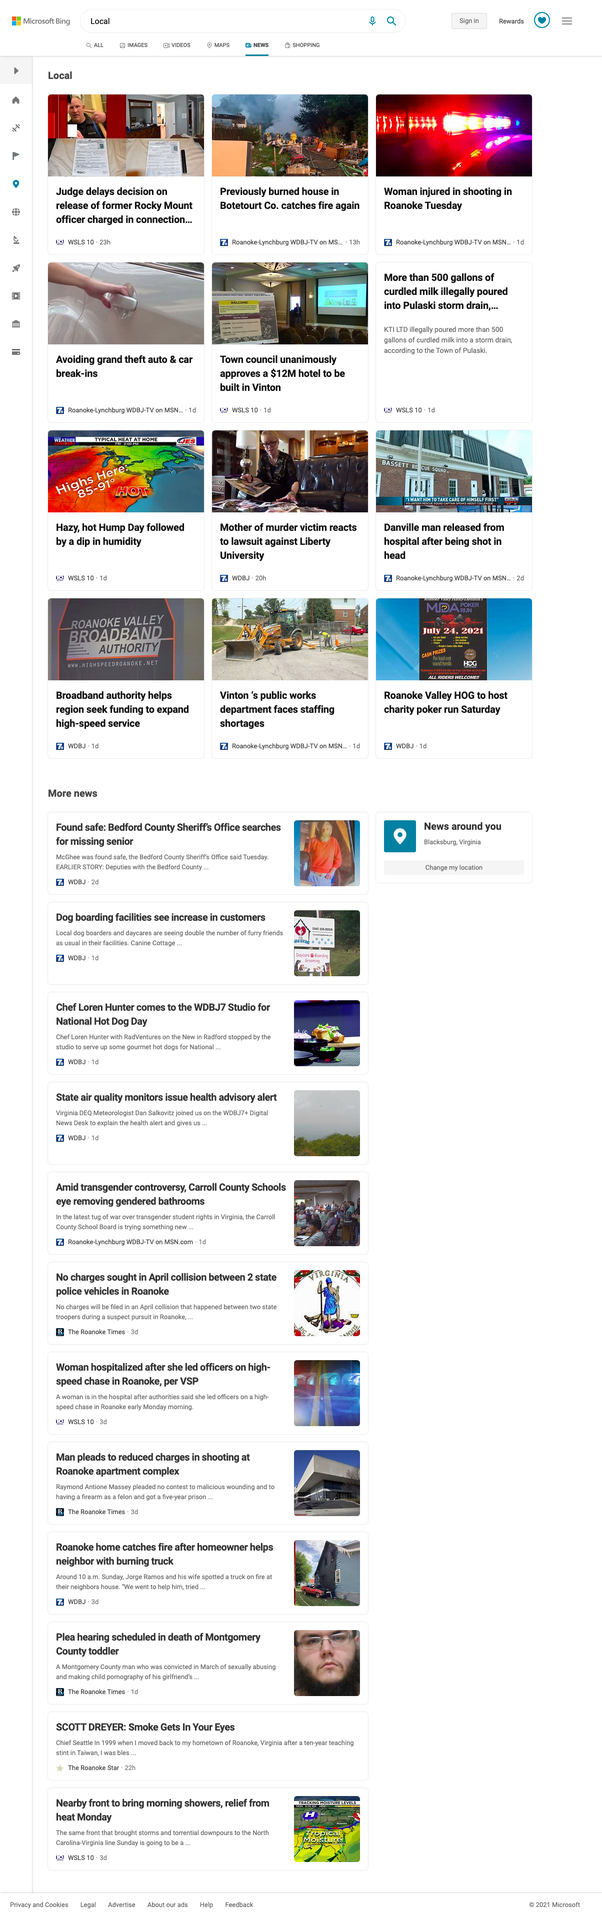 Microsoft Bing
Local
Sign in
Rewards
ALL
IMAGES
VIDEOS
MAPS
NEWS
SHOPPING
Local
Judge delays decision on
release of former Rocky Mount
officer charged in connection...
WSLS 10 · 23h
Previously burned house in
Botetourt Co. catches fire again
Roanoke-Lynchburg WDBJ-TV on MS... · 13h
Woman injured in shooting in
Roanoke Tuesday
Roanoke-Lynchburg WDBJ-TV on MSN... · 1d
Avoiding grand theft auto & car
break-ins
Roanoke-Lynchburg WDBJ-TV on MSN... · 1d
Town council unanimously
approves a $12M hotel to be
built in Vinton
WSLS 10 · 1d
More than 500 gallons of
curdled milk illegally poured
into Pulaski storm drain,...
KTI LTD illegally poured more than 500
gallons of curdled milk into a storm drain,
according to the Town of Pulaski.
WSLS 10 · 1d
WEATHER
TYPICAL HEAT AT HOME
Highs Here:
85-91°
HOT
Hazy, hot Hump Day followed
by a dip in humidity
WSLS 10 · 1d
Mother of murder victim reacts
to lawsuit against Liberty
University
WDBJ · 20h
BASSETT RESCUE SQUAD
"I WANT HIM TO TAKE CARE OF HIMSELF FIRST"
Danville man released from
hospital after being shot in
head
Roanoke-Lynchburg WDBJ-TV on MSN... · 2d
ROANOKE VALLEY
BROADBAND
AUTHORITY
WWW.HIGHSPEEDROANOKE.NET
Broadband authority helps
region seek funding to expand
high-speed service
WDBJ · 1d
Vinton 's public works
department faces staffing
shortages
Roanoke-Lynchburg WDBJ-TV on MSN... · 1d
MDA POKER
RUN
July 24, 2021
CASH PRIZES
HOG
ALL RIDERS WELCOME!
Roanoke Valley HOG to host
charity poker run Saturday
WDBJ · 1d
More news
Found safe: Bedford County Sheriff's Office searches
for missing senior
McGhee was found safe, the Bedford County Sheriff's Office said Tuesday.
EARLIER STORY: Deputies with the Bedford County ...
WDBJ · 2d
News around you
Blacksburg, Virginia
Change my location
Dog boarding facilities see increase in customers
Local dog boarders and daycares are seeing double the number of furry friends
as usual in their facilities. Canine Cottage ...
WDBJ · 1d
Chef Loren Hunter comes to the WDBJ7 Studio for
National Hot Dog Day
Chef Loren Hunter with RadVentures on the New in Radford stopped by the
studio to serve up some gourmet hot dogs for National ...
WDBJ · 1d
State air quality monitors issue health advisory alert
Virginia DEQ Meteorologist Dan Salkovitz joined us on the WDBJ7+ Digital
News Desk to explain the health alert and gives us ...
WDBJ · 1d
Amid transgender controversy, Carroll County Schools
eye removing gendered bathrooms
In the latest tug of war over transgender student rights in Virginia, the Carroll
County School Board is trying something new ...
Roanoke-Lynchburg WDBJ-TV on MSN.com · 1d
No charges sought in April collision between 2 state
police vehicles in Roanoke
No charges will be filed in an April collision that happened between two state
troopers during a suspect pursuit in Roanoke, ...
The Roanoke Times · 3d
VIRGINIA
Woman hospitalized after she led officers on high-
speed chase in Roanoke, per VSP
A woman is in the hospital after authorities said she led officers on a high-
speed chase in Roanoke early Monday morning.
WSLS 10 · 3d
Man pleads to reduced charges in shooting at
Roanoke apartment complex
Raymond Antione Massey pleaded no contest to malicious wounding and to
having a firearm as a felon and got a five-year prison ...
The Roanoke Times · 3d
Roanoke home catches fire after homeowner helps
neighbor with burning truck
Around 10 a.m. Sunday, Jorge Ramos and his wife spotted a truck on fire at
their neighbors house. "We went to help him, tried ...
WDBJ · 3d
Plea hearing scheduled in death of Montgomery
County toddler
A Montgomery County man who was convicted in March of sexually abusing
and making child pornography of his girlfriend's ...
The Roanoke Times · 1d
SCOTT DREYER: Smoke Gets In Your Eyes
Chief Seattle In 1999 when I moved back to my hometown of Roanoke, Virginia after a ten-year teaching
stint in Taiwan, I was bles ...
The Roanoke Star · 22h
Nearby front to bring morning showers, relief from
heat Monday
The same front that brought storms and torrential downpours to the North
Carolina-Virginia line Sunday is going to be a ...
WSLS 10 · 3d
TRACKING MOISTURE LEVELS
Tropical
Moisture
Privacy and Cookies
Legal
Advertise
About our ads
Help
Feedback
© 2021 Microsoft